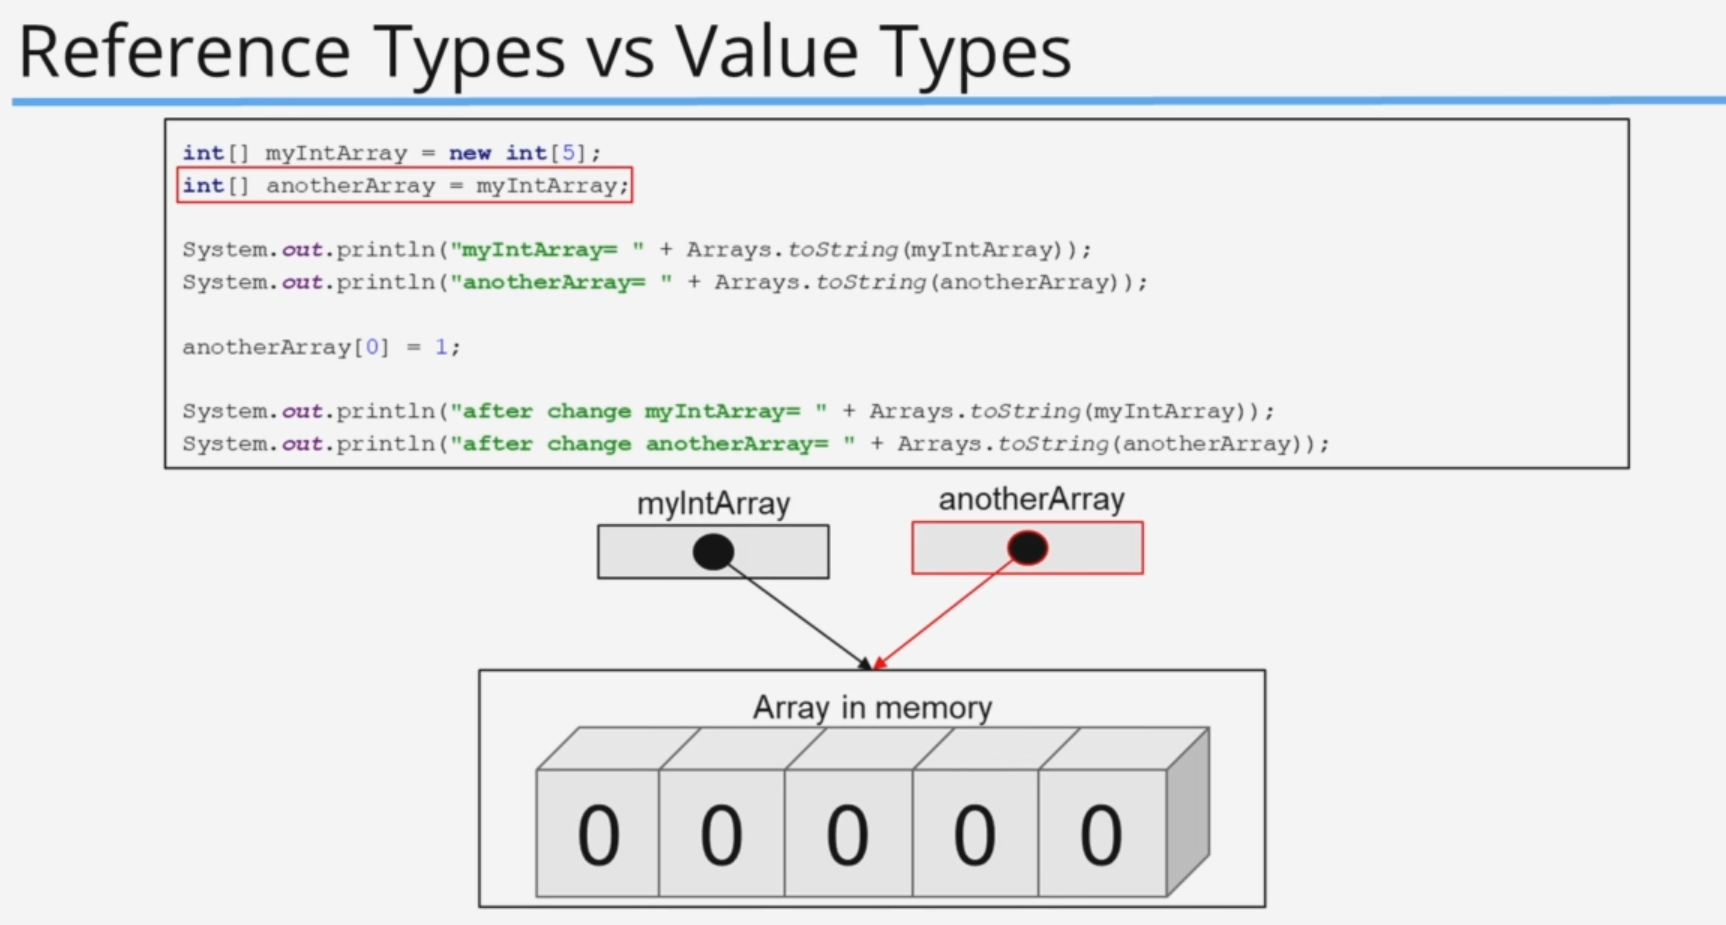 Reference Types vs Value Types
int[] myIntArray = new int[5];
int[] anotherArray = myIntArray;
System.out.println("myIntArray= " + Arrays.toString(myIntArray));
System.out.println("anotherArray= " + Arrays.toString(anotherArray));
anotherArray[0] = 1;
System.out.println("after change myIntArray= " + Arrays.toString(myIntArray));
System.out.println("after change anotherArray= " + Arrays.toString(anotherArray));
myIntArray
anotherArray
Array in memory
0 0 0 0 0